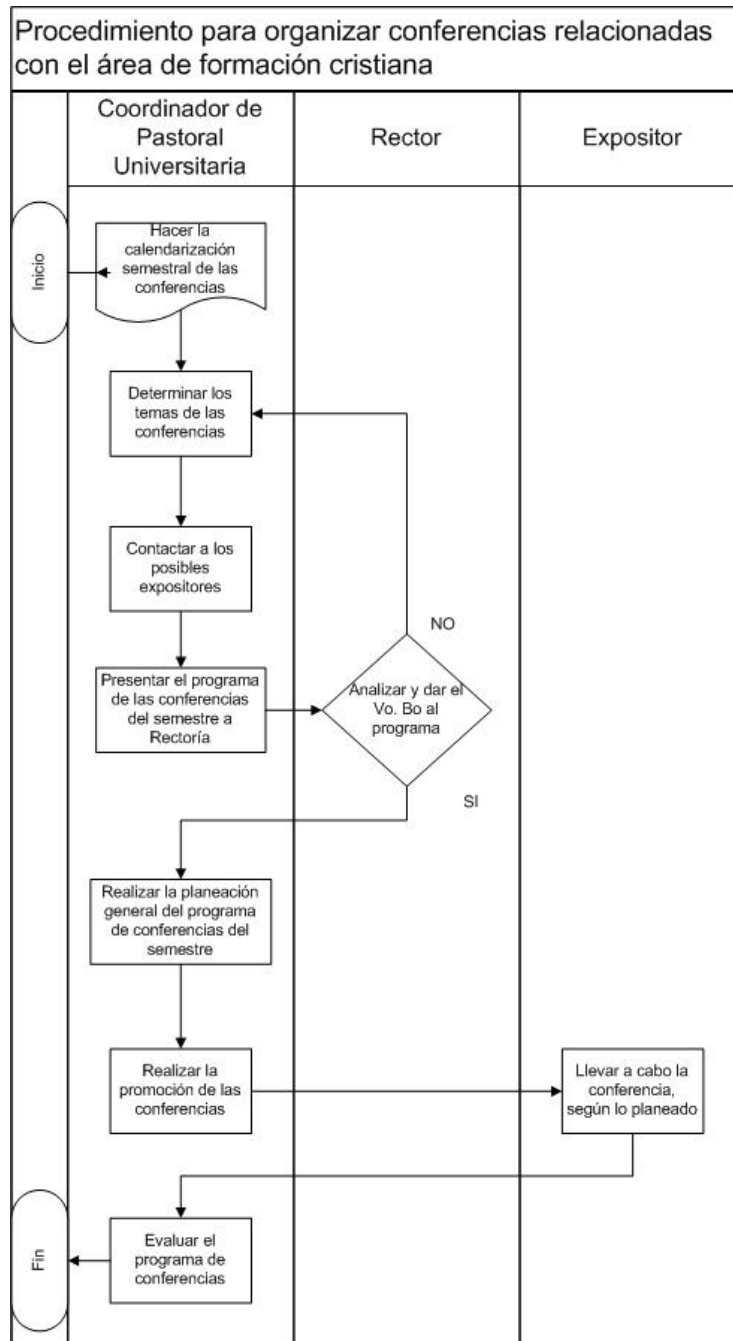 Procedimiento para organizar conferencias relacionadas
con el área de formación cristiana
Coordinador de
Pastoral
Universitaria
Rector
Expositor
Inicio
Hacer la
calendarización
semestral de las
conferencias
Determinar los
temas de las
conferencias
Contactar a los
posibles
expositores
NO
Presentar el programa
de las conferencias
del semestre a
Rectoría
Analizar y dar el
Vo. Bo al
programa
SI
Realizar la planeación
general del programa
de conferencias del
semestre
Realizar la
promoción de las
conferencias
Llevar a cabo la
conferencia,
según lo planeado
Evaluar el
programa de
conferencias
Fin